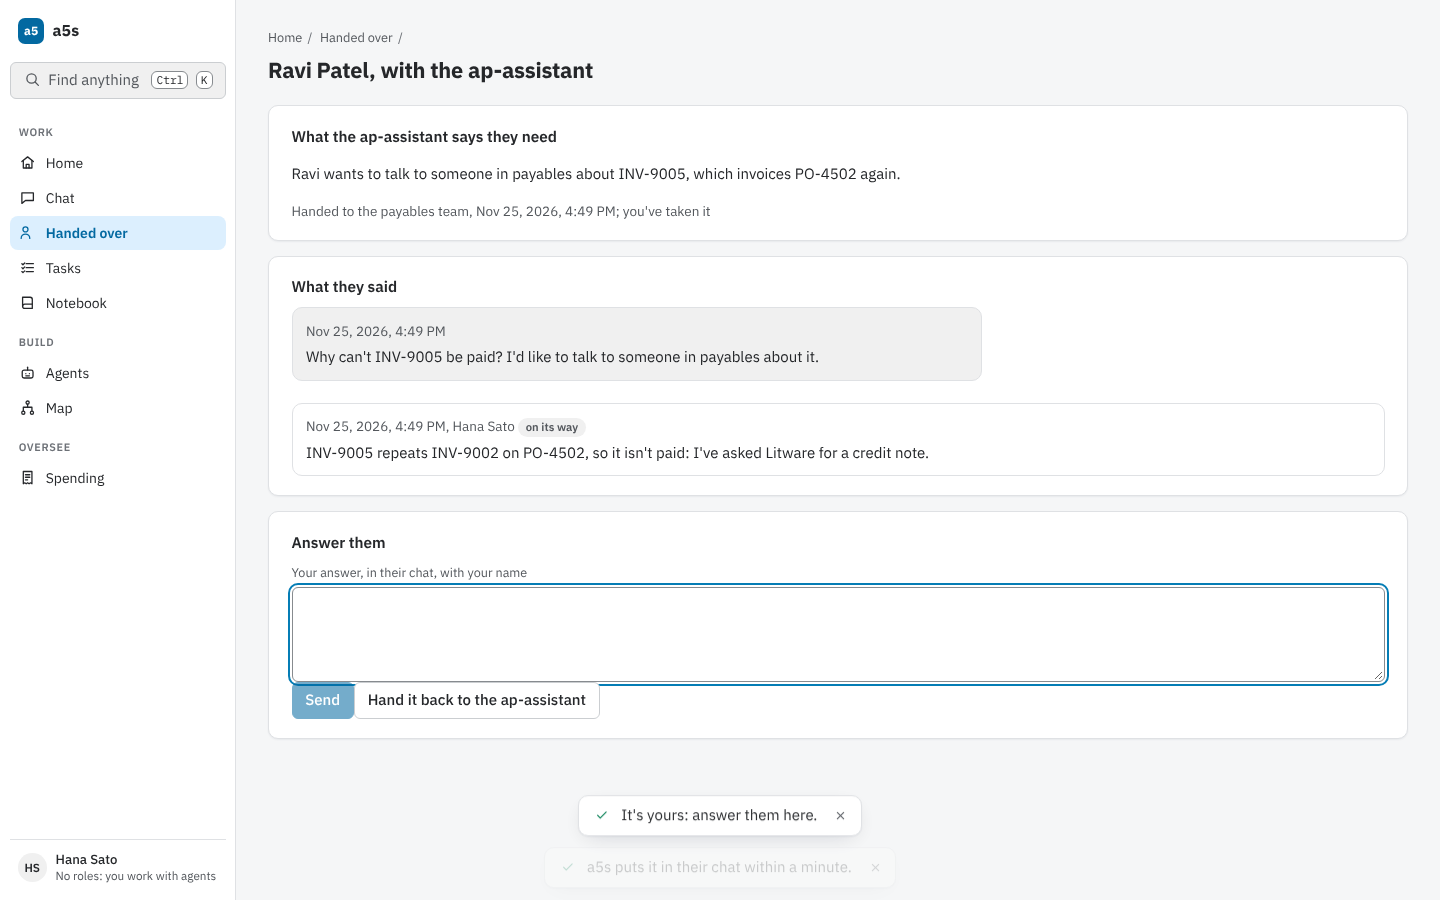 a5 a5s
Find anything Ctrl K
WORK
Home
Chat
Handed over
Tasks
Notebook
BUILD
Agents
Map
OVERSEE
Spending
HS
Hana Sato
No roles: you work with agents
Home / Handed over /
Ravi Patel, with the ap-assistant
What the ap-assistant says they need
Ravi wants to talk to someone in payables about INV-9005, which invoices PO-4502 again.
Handed to the payables team, Nov 25, 2026, 4:49 PM; you've taken it
What they said
Nov 25, 2026, 4:49 PM
Why can't INV-9005 be paid? I'd like to talk to someone in payables about it.
Nov 25, 2026, 4:49 PM, Hana Sato on its way
INV-9005 repeats INV-9002 on PO-4502, so it isn't paid: I've asked Litware for a credit note.
Answer them
Your answer, in their chat, with your name
Send Hand it back to the ap-assistant
It's yours: answer them here.
a5s puts it in their chat within a minute.